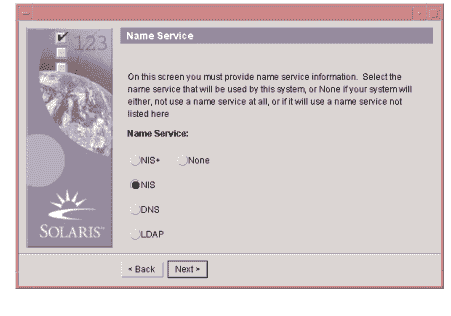 123
Name Service
On this screen you must provide name service information. Select the
name service that will be used by this system, or None if your system will
either, not use a name service at all, or if it will use a name service not
listed here
Name Service:
NIS+ None
NIS
DNS
LDAP
Sun
SOLARIS™
< Back Next >